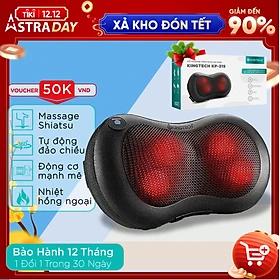 TIKI 12.12
ASTRA DAY
XẢ KHO ĐÓN TẾT
GIẢM ĐẾN
90%
VOUCHER 50K VNĐ
Massage
Shiatsu
Tự động
đảo chiều
Động cơ
mạnh mẽ
Nhiệt
hồng ngoại
KINGTECH KP-319
Bảo Hành 12 Tháng
1 Đổi 1 Trong 30 Ngày